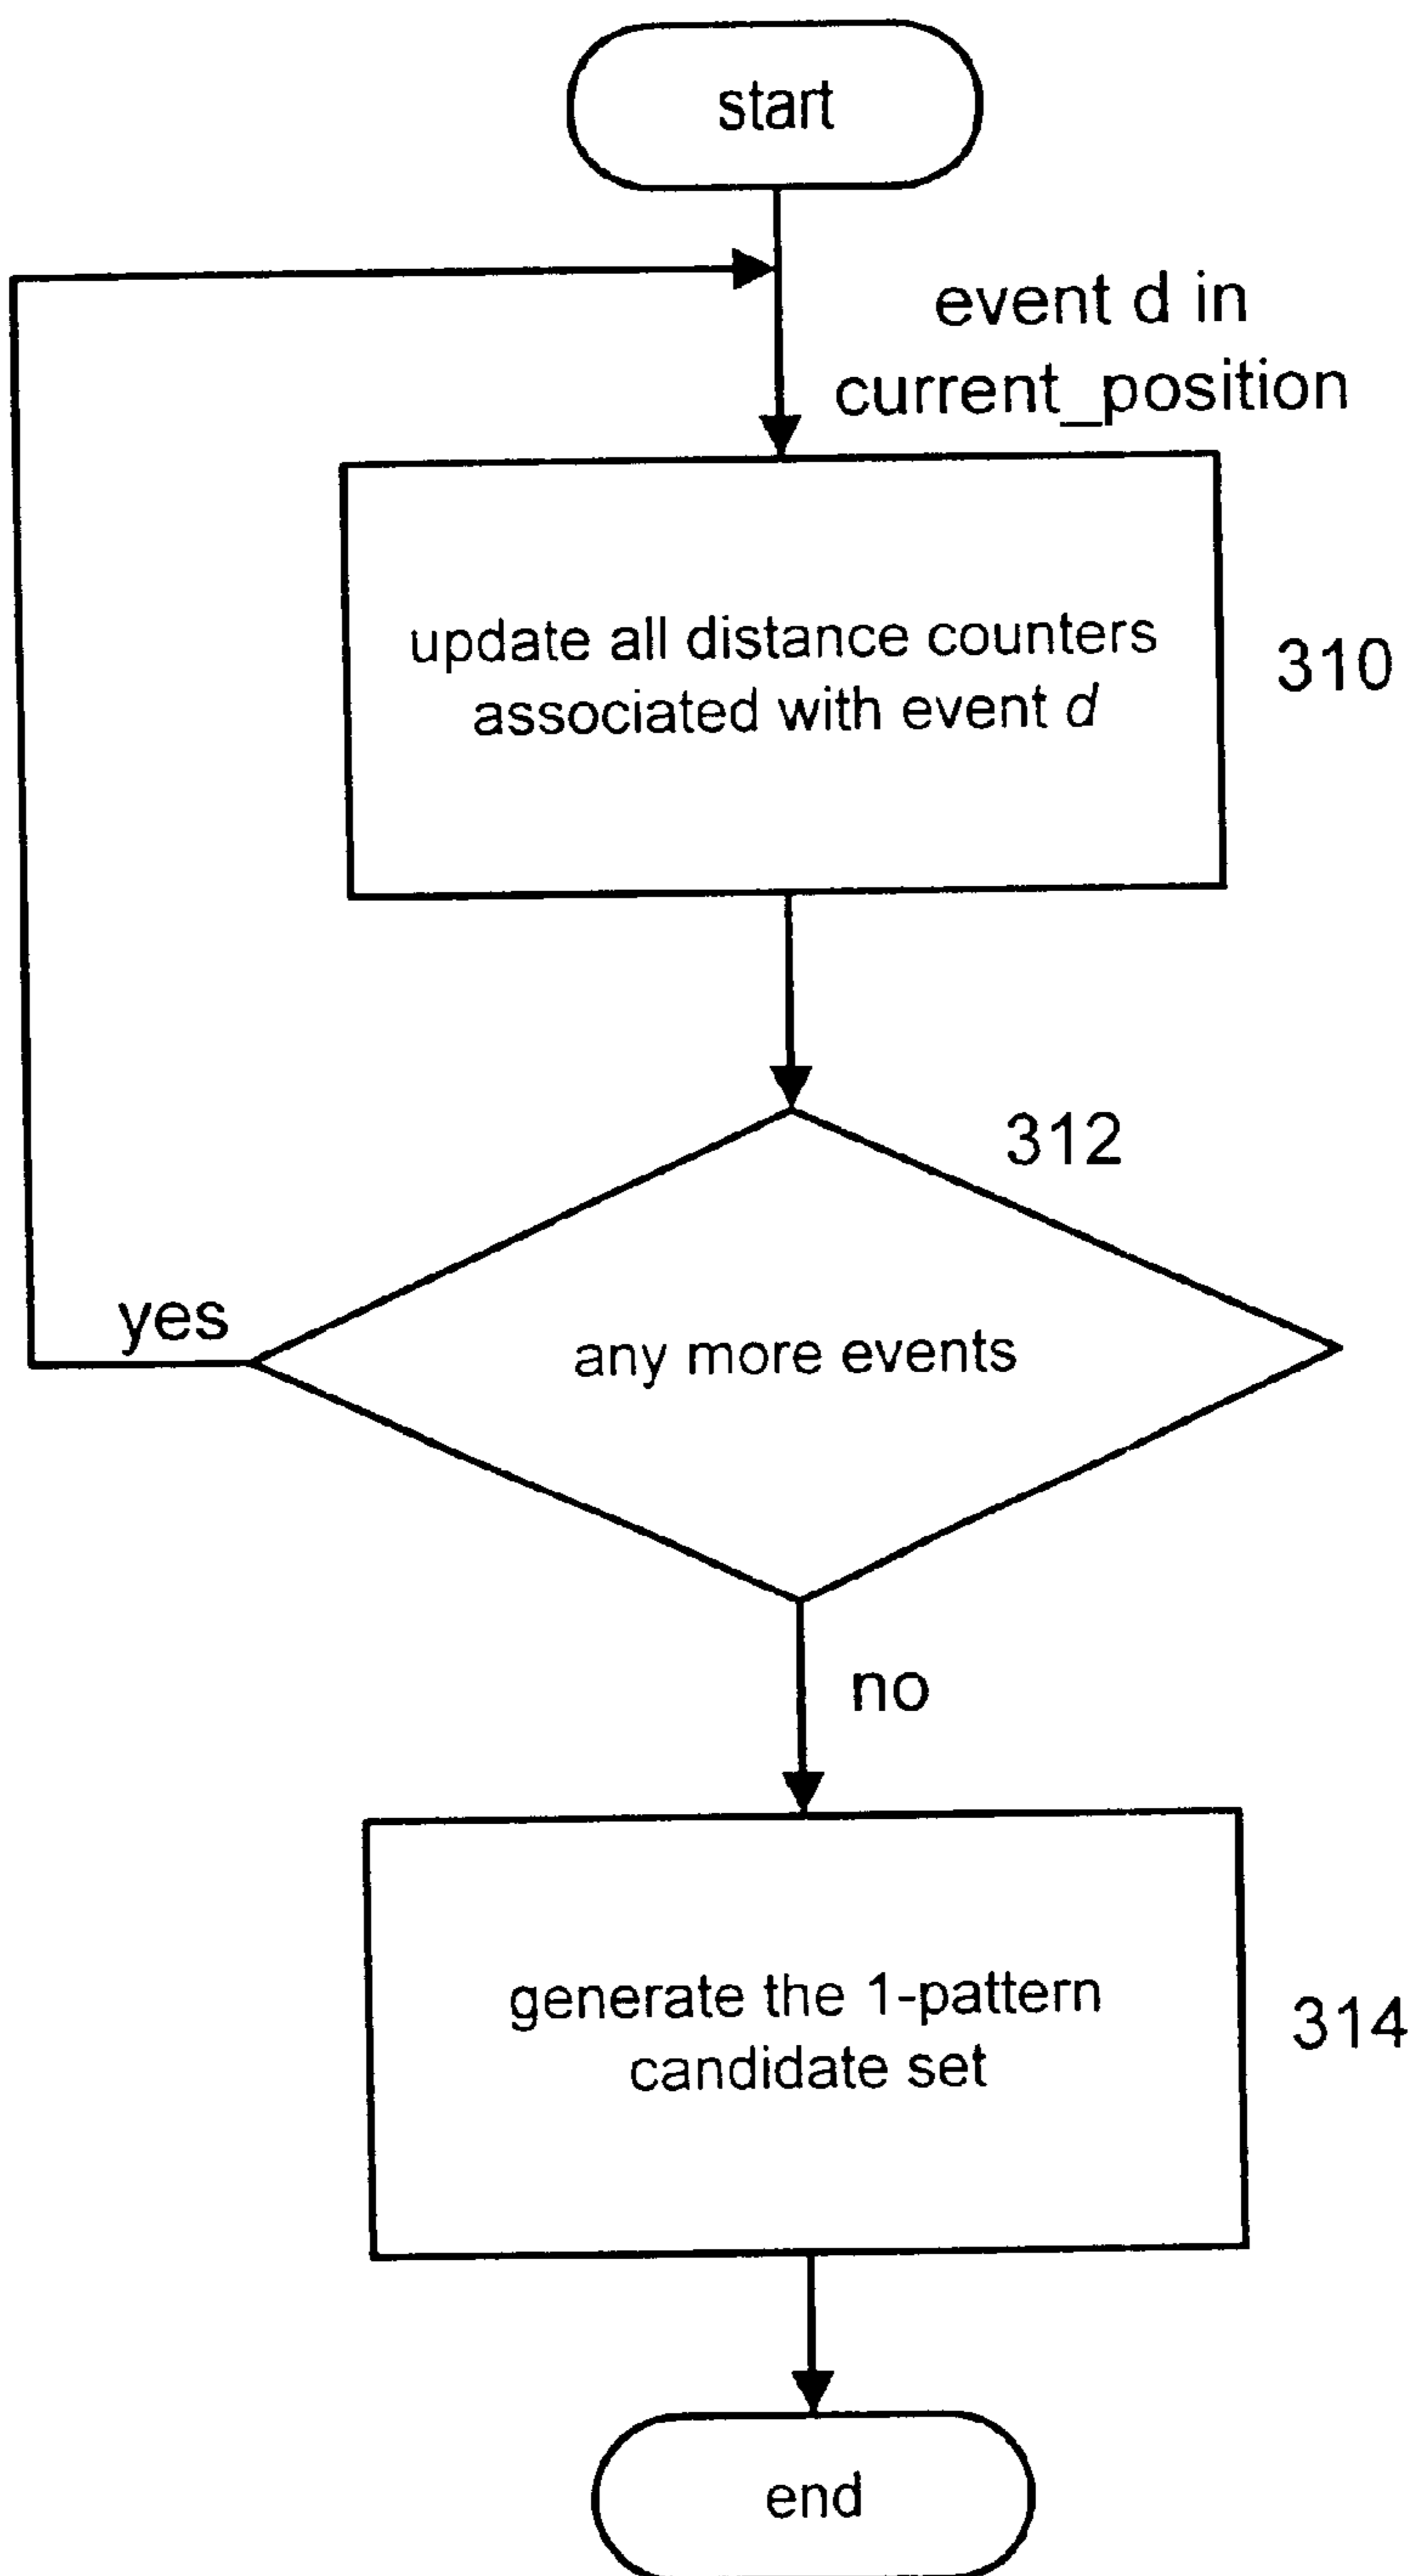 start
event d in
current_position
update all distance counters
associated with event d
310
312
yes
any more events
no
generate the 1-pattern
candidate set
314
end